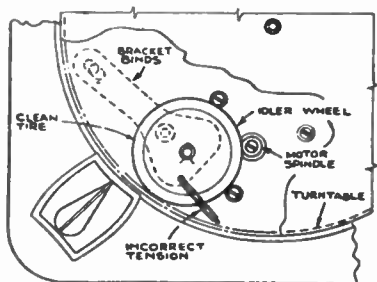 BRACKET
BINDS
IDLER WHEEL
CLEAN
TIRE
MOTOR
SPINDLE
TURNTABLE
INCORRECT
TENSION